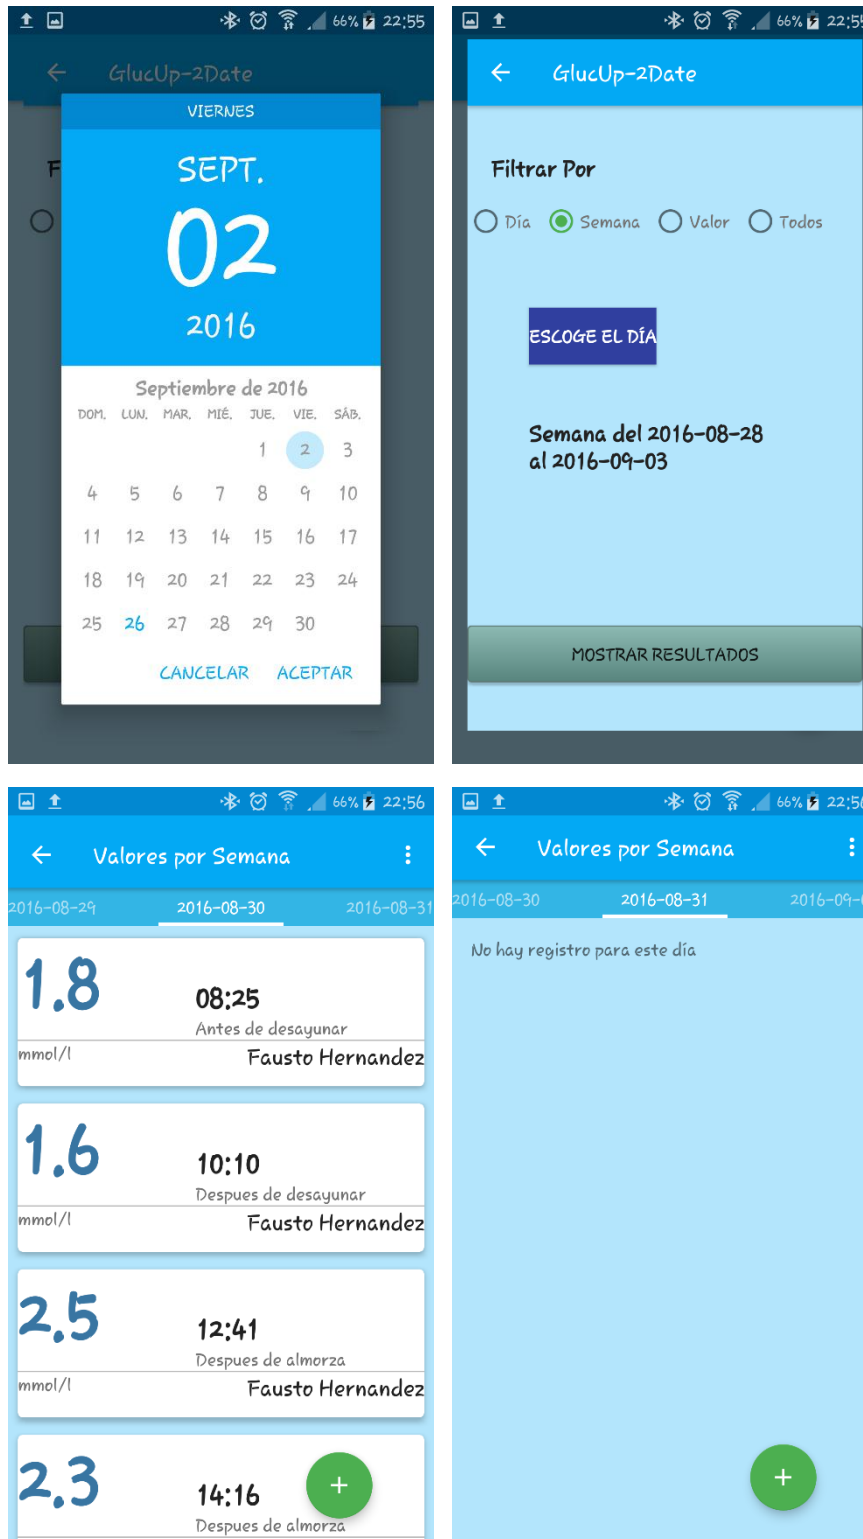 66% 22:55
GlucUp-2Date
F
VIERNES
SEPT.
02
2016
Septiembre de 2016
DOM. LUN. MAR. MIÉ. JUE. VIE. SÁB.
1 2 3
4 5 6 7 8 9 10
11 12 13 14 15 16 17
18 19 20 21 22 23 24
25 26 27 28 29 30
CANCELAR ACEPTAR
66% 22:55
GlucUp-2Date
Filtrar Por
Día Semana Valor Todos
ESCOGE EL DÍA
Semana del 2016-08-28
al 2016-09-03
MOSTRAR RESULTADOS
66% 22:56
Valores por Semana
2016-08-29 2016-08-30 2016-08-31
1.8
08:25
Antes de desayunar
mmol/l Fausto Hernandez
1.6
10:10
Despues de desayunar
mmol/l Fausto Hernandez
2.5
12:41
Despues de almorza
mmol/l Fausto Hernandez
2.3
14:16
Despues de almorza
+
66% 22:56
Valores por Semana
2016-08-30 2016-08-31 2016-09-0
No hay registro para este día
+